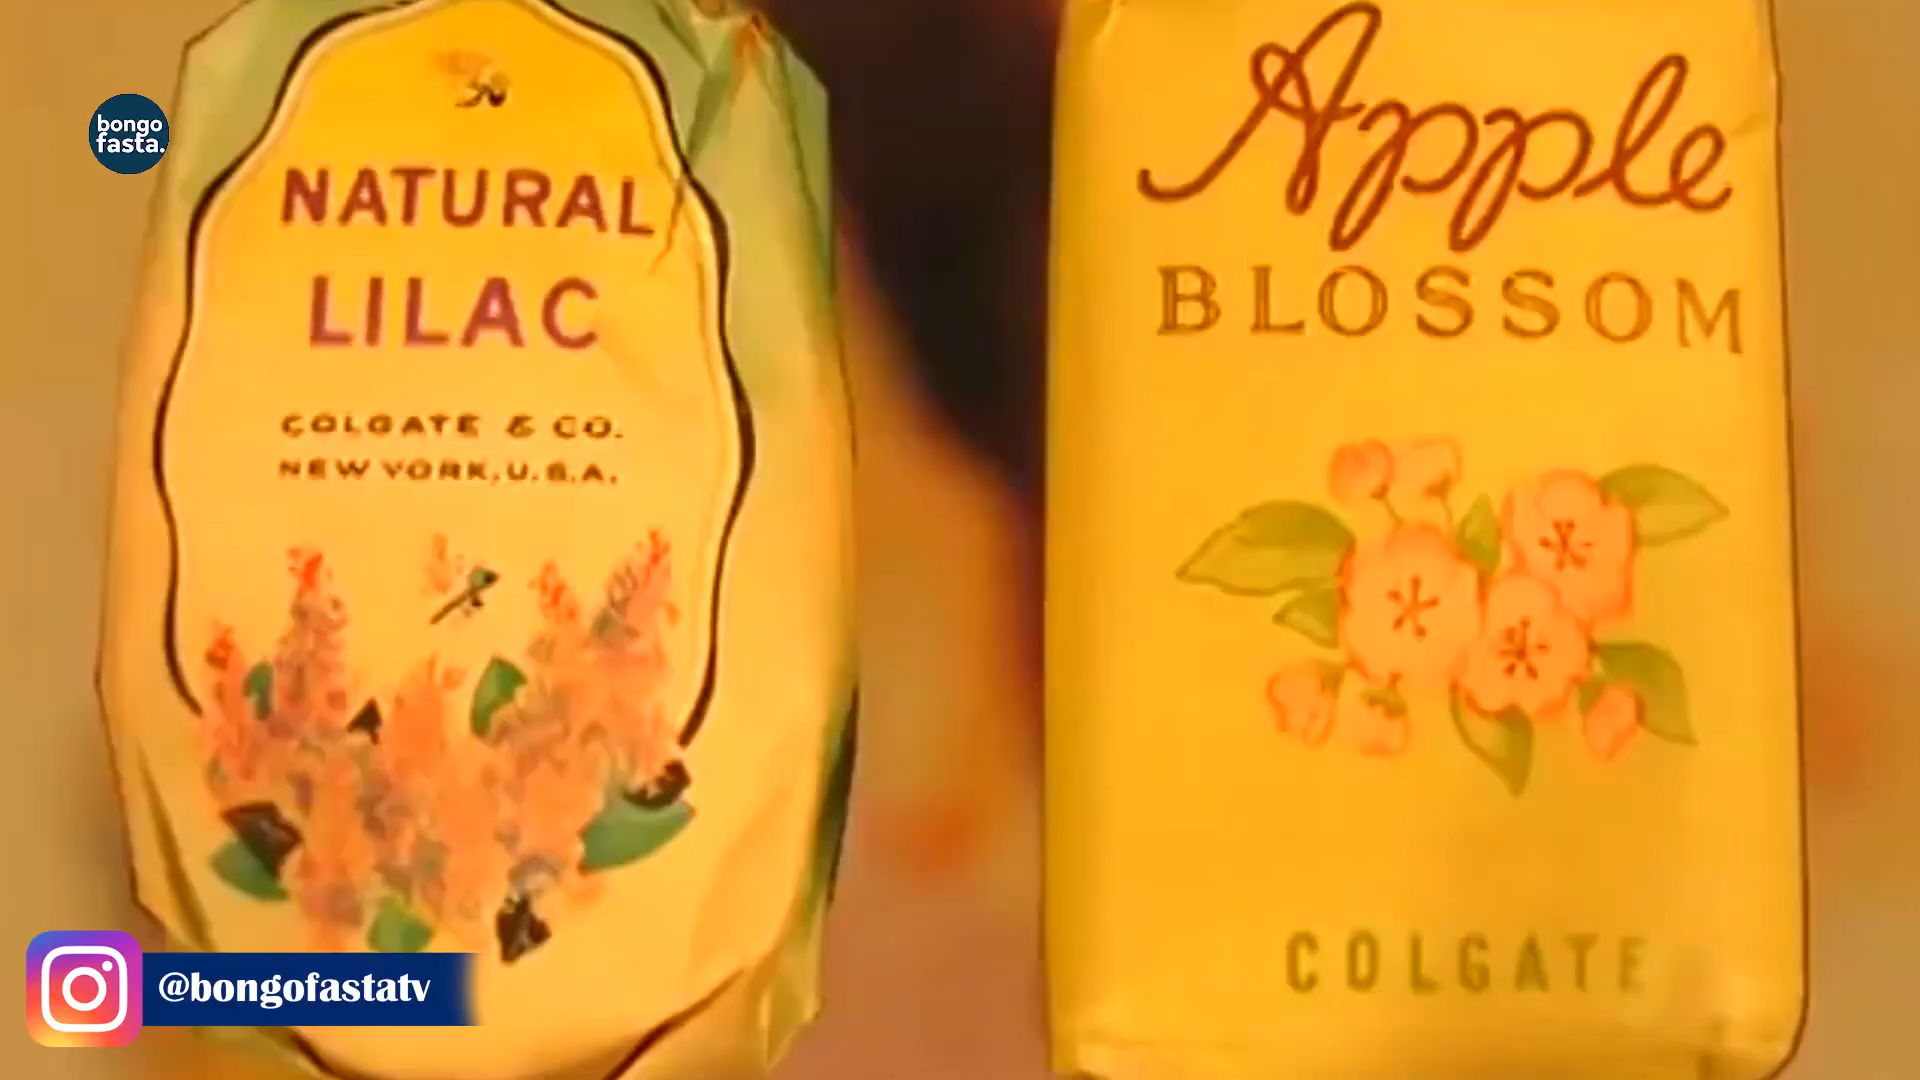 bongo
fasta.
NATURAL
LILAC
COLGATE & CO.
NEW YORK, U.S.A.
Apple
BLOSSOM
COLGATE
@bongofastatv